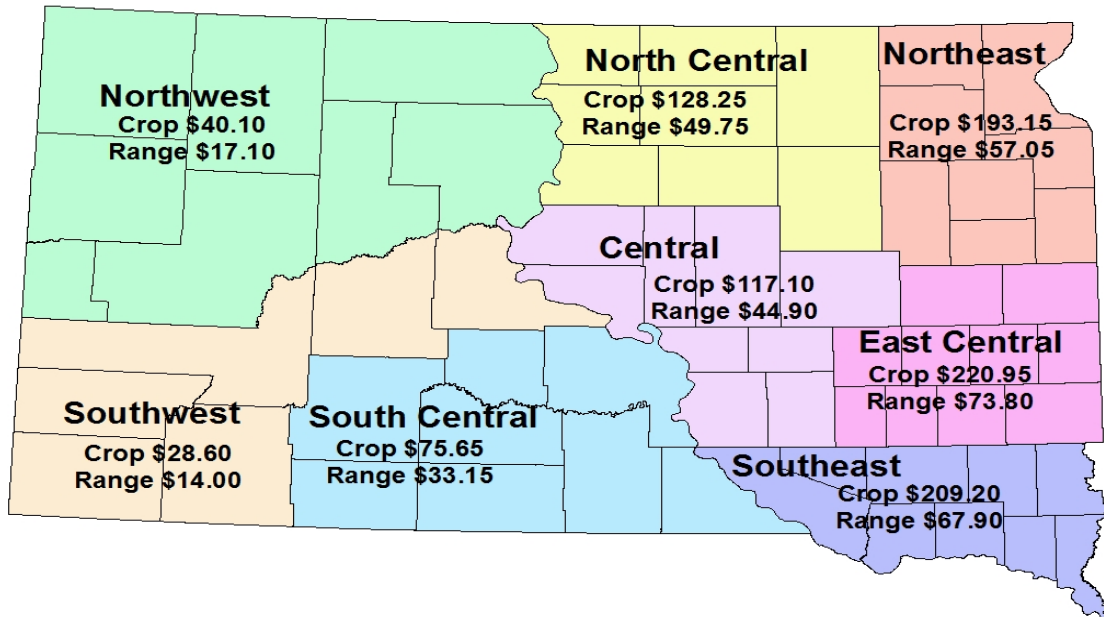 Northwest
Crop $40.10
Range $17.10
North Central
Crop $128.25
Range $49.75
Northeast
Crop $193.15
Range $57.05
Central
Crop $117.10
Range $44.90
East Central
Crop $220.95
Range $73.80
Southwest
Crop $28.60
Range $14.00
South Central
Crop $75.65
Range $33.15
Southeast
Crop $209.20
Range $67.90